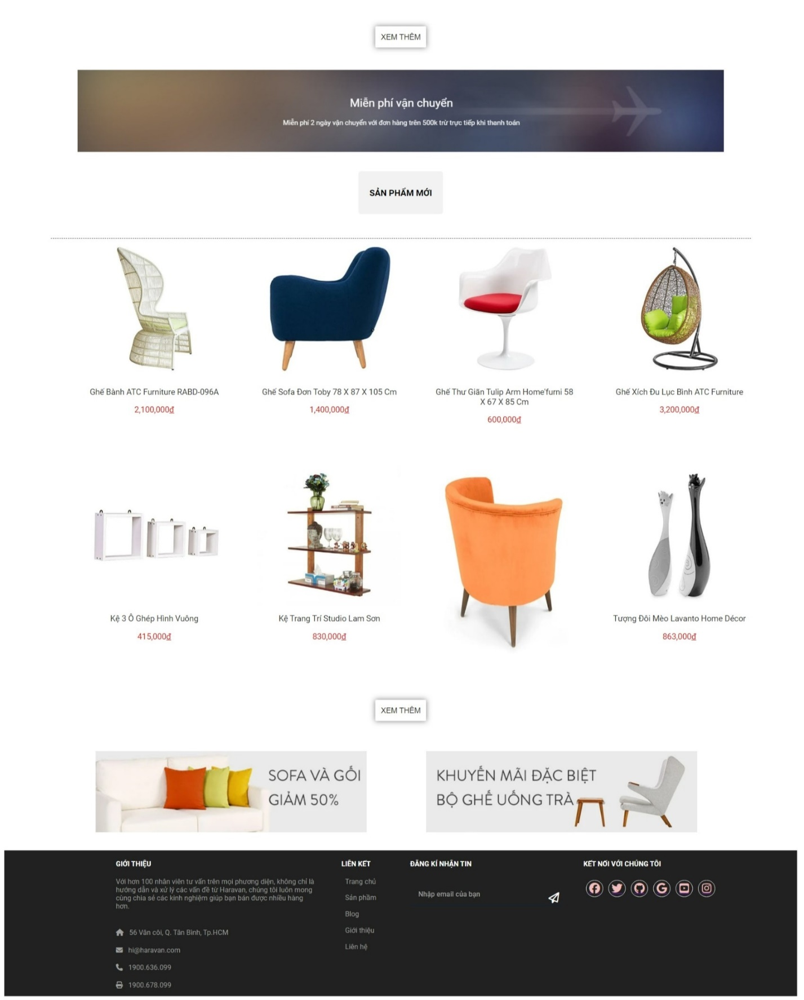 XEM THÊM
Miễn phí vận chuyển
Miễn phí 2 ngày vận chuyển với đơn hàng trên 500k trừ trực tiếp khi thanh toán
SẢN PHẨM MỚI
Ghế Bành ATC Furniture RABD-096A
2,100,000₫
Ghế Sofa Đơn Toby 78 X 87 X 105 Cm
1,400,000₫
Ghế Thư Giãn Tulip Arm Home'furni 58
X 67 X 85 Cm
600,000₫
Ghế Xích Đu Lục Bình ATC Furniture
3,200,000₫
Kệ 3 Ô Ghép Hình Vuông
415,000₫
Kệ Trang Trí Studio Lam Sơn
830,000₫
Tượng Đôi Mèo Lavanto Home Décor
863,000₫
XEM THÊM
SOFA VÀ GỐI
GIẢM 50%
KHUYẾN MÃI ĐẶC BIỆT
BỘ GHẾ UỐNG TRÀ
GIỚI THIỆU
Với hơn 100 nhân viên tư vấn trên mọi phương diện, không chỉ là
hướng dẫn và xử lý các vấn đề từ Haravan, chúng tôi luôn mong
cùng chia sẻ các kinh nghiệm giúp bạn bán được nhiều hàng
hơn.
56 Vân côi, Q. Tân Bình, Tp.HCM
hi@haravan.com
1900.636.099
1900.678.099
LIÊN KẾT
Trang chủ
Sản phầm
Blog
Giới thiệu
Liên hệ
ĐĂNG KÍ NHẬN TIN
Nhập email của bạn
KẾT NỐI VỚI CHÚNG TÔI